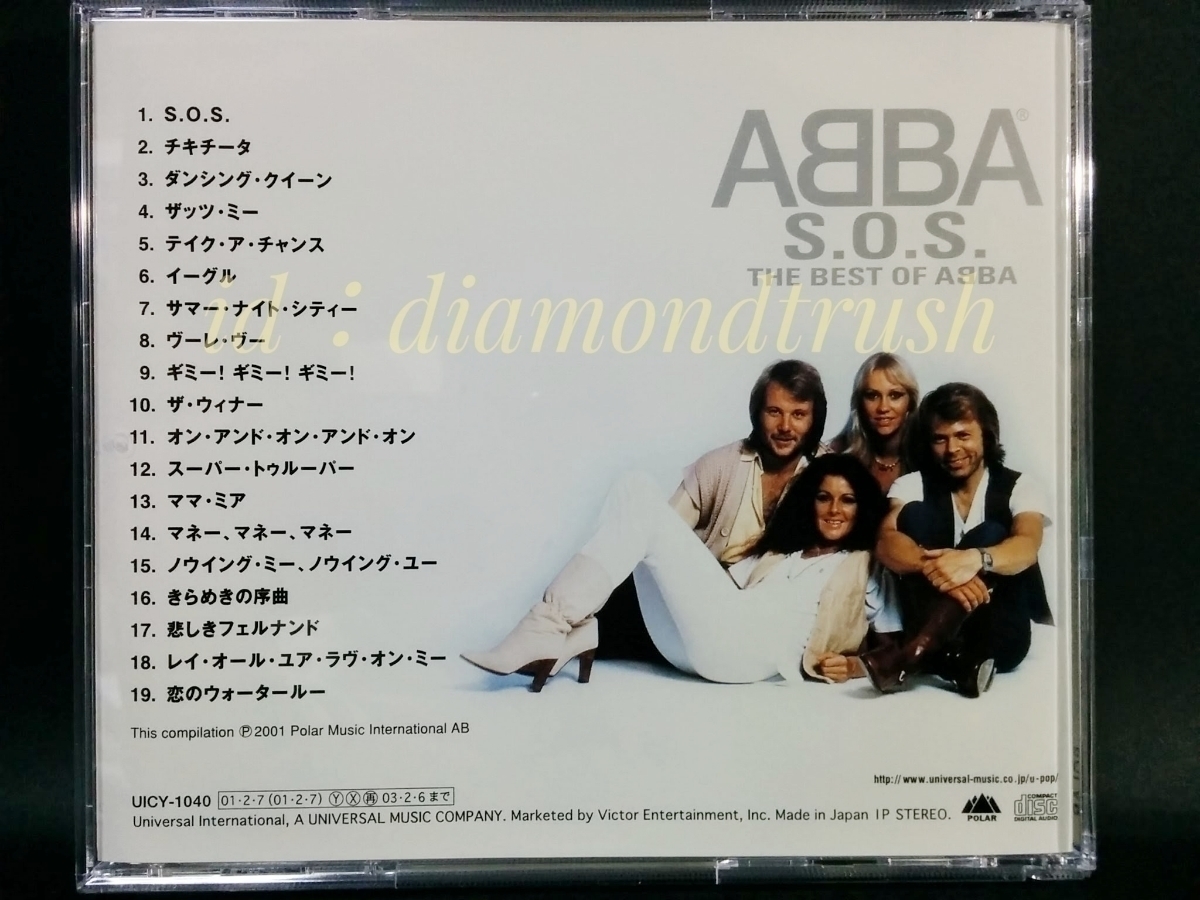 1. S.O.S.
2. チキチータ
3. ダンシング・クイーン
4. ザッツ・ミー
5. テイク・ア・チャンス
6. イーグル
7. サマー・ナイト・シティー
8. ヴーレ・ヴー
9. ギミー! ギミー! ギミー!
10. ザ・ウィナー
11. オン・アンド・オン・アンド・オン
12. スーパー・トゥルーパー
13. ママ・ミア
14. マネー、マネー、マネー
15. ノウイング・ミー、ノウイング・ユー
16. きらめきの序曲
17. 悲しきフェルナンド
18. レイ・オール・ユア・ラヴ・オン・ミー
19. 恋のウォータールー
ABBA®
S.O.S.
THE BEST OF ABBA
id：diamondtrush
This compilation ℗2001 Polar Music International AB
http://www.universal-music.co.jp/u-pop/
UICY-1040 01・2・7 (01・2・7) Ⓨ Ⓧ 再 03・2・6 まで
Universal International, A UNIVERSAL MUSIC COMPANY. Marketed by Victor Entertainment, Inc. Made in Japan 1P STEREO.
POLAR
COMPACT
disc
DIGITAL AUDIO